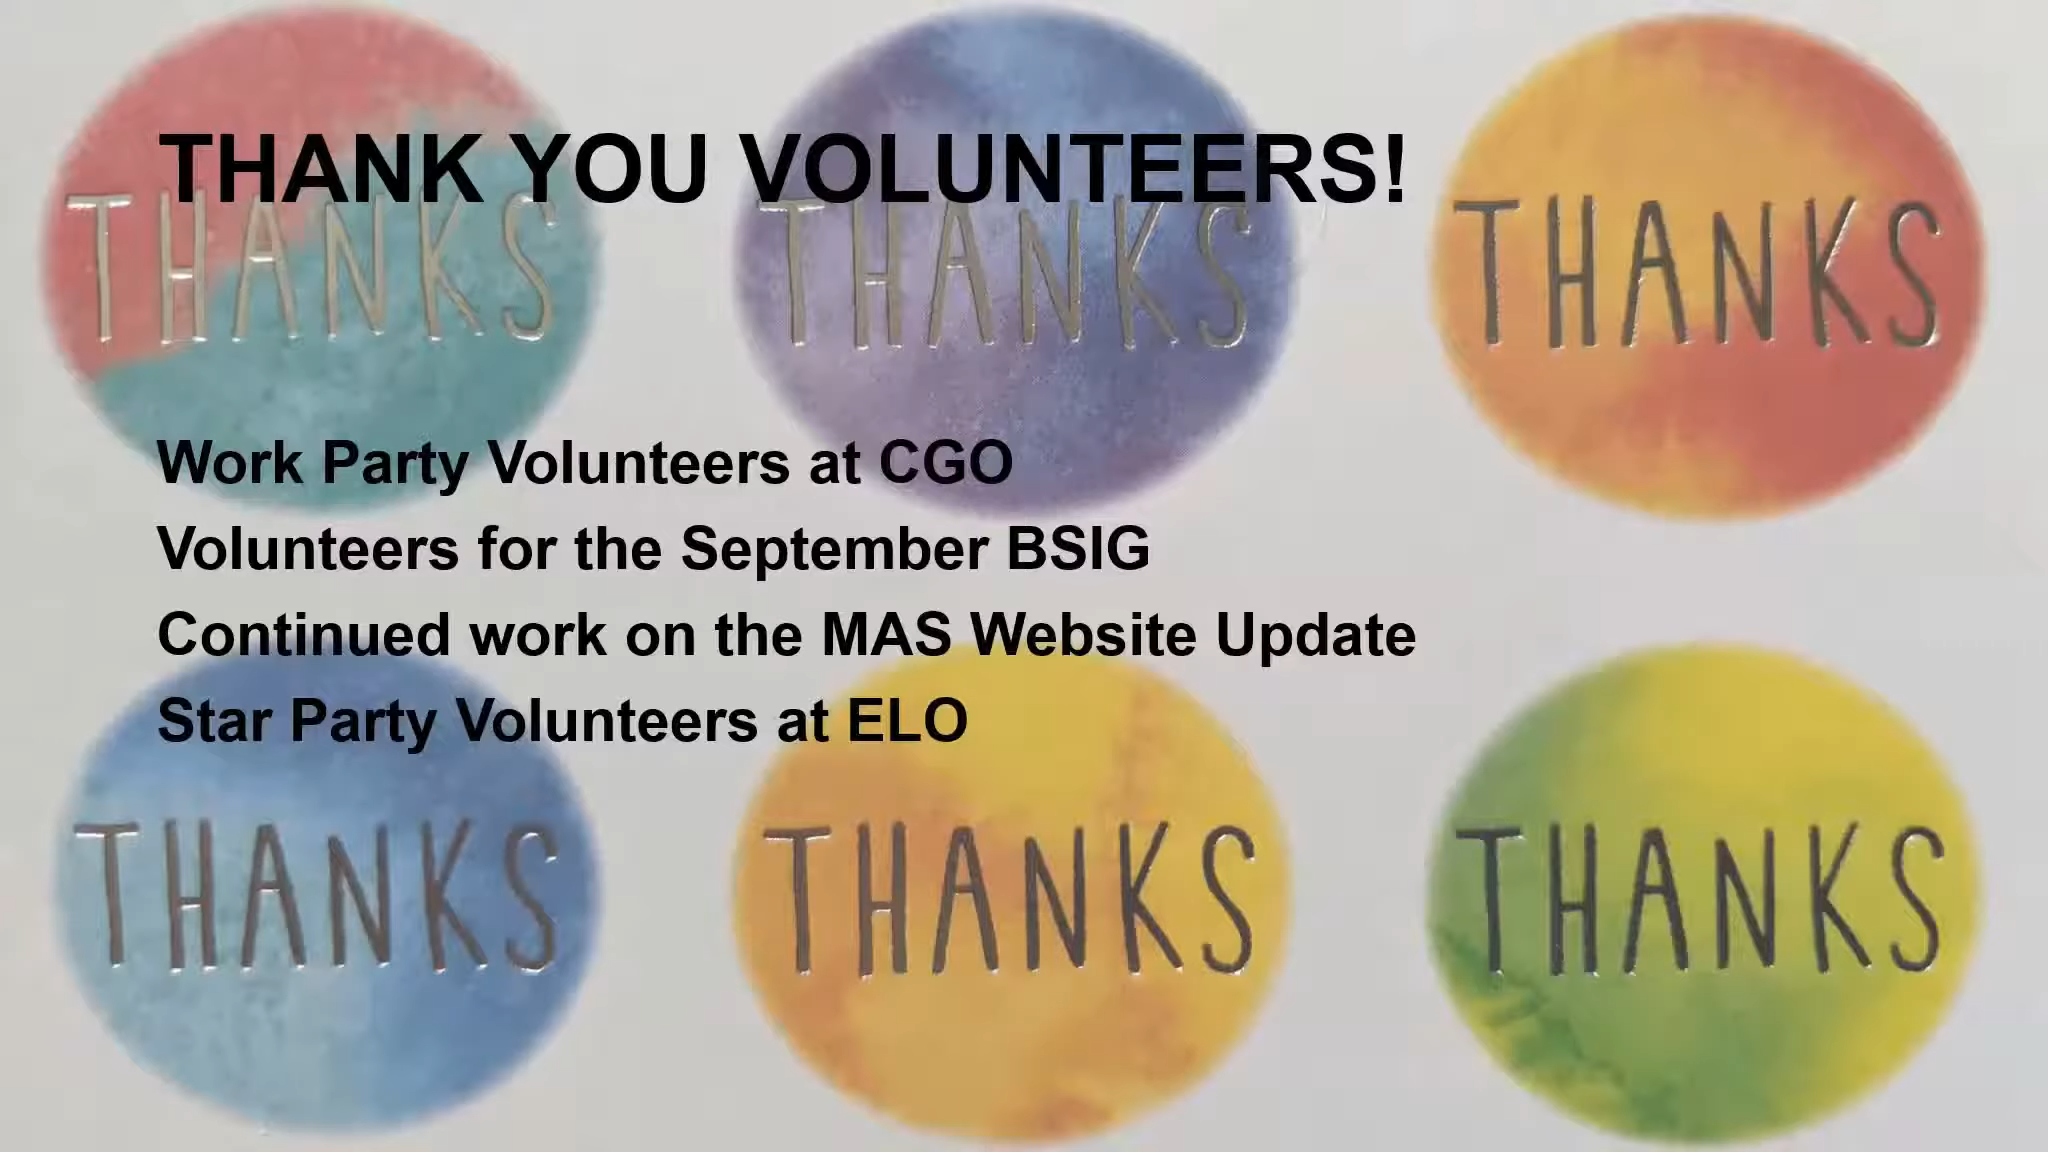 THANK YOU VOLUNTEERS!
THANKS THANKS THANKS
Work Party Volunteers at CGO
Volunteers for the September BSIG
Continued work on the MAS Website Update
Star Party Volunteers at ELO
THANKS THANKS THANKS